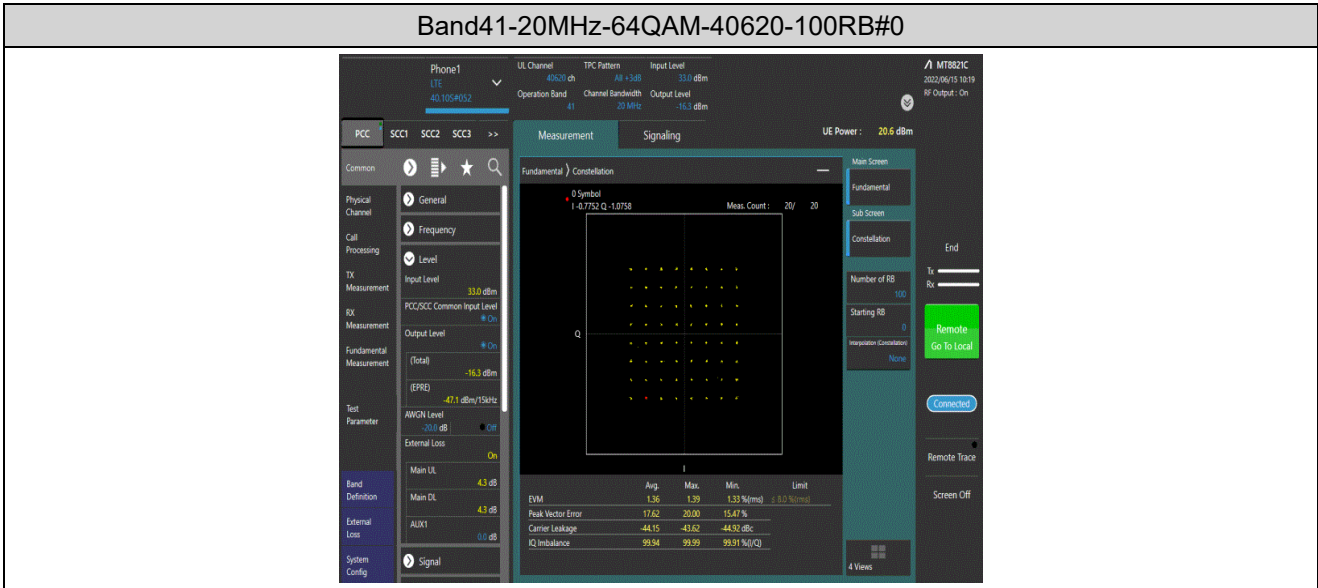 Band41-20MHz-64QAM-40620-100RB#0
Phone1
LTE
40.10S#052
UL Channel
40620 ch
TPC Pattern
All +3dB
Input Level
33.0 dBm
Operation Band
41
Channel Bandwidth
20 MHz
Output Level
-16.3 dBm
MT8821C
2022/06/15 10:19
RF Output : On
PCC SCC1 SCC2 SCC3 >>
Measurement
Signaling
UE Power : 20.6 dBm
Common
Physical
Channel
Call
Processing
TX
Measurement
RX
Measurement
Fundamental
Measurement
Test
Parameter
Band
Definition
External
Loss
System
Config
General
Frequency
Level
Input Level
33.0 dBm
PCC/SCC Common Input Level
On
Output Level
On
(Total)
-16.3 dBm
(EPRE)
-47.1 dBm/15kHz
AWGN Level
-20.0 dB Off
External Loss
On
Main UL
4.3 dB
Main DL
4.3 dB
AUX1
0.0 dB
Signal
Fundamental Constellation
0 Symbol
I -0.7752 Q -1.0758
Meas. Count : 20/ 20
Q
I
Avg. Max. Min. Limit
EVM 1.36 1.39 1.33 %(rms) ≤ 8.0 %(rms)
Peak Vector Error 17.62 20.00 15.47 %
Carrier Leakage -44.15 -43.62 -44.92 dBc
IQ Imbalance 99.94 99.99 99.91 %(I/Q)
Main Screen
Fundamental
Sub Screen
Constellation
Number of RB
100
Starting RB
0
Interpolation (Constellation)
None
4 Views
End
Tx
Rx
Remote
Go To Local
Connected
Remote Trace
Screen Off